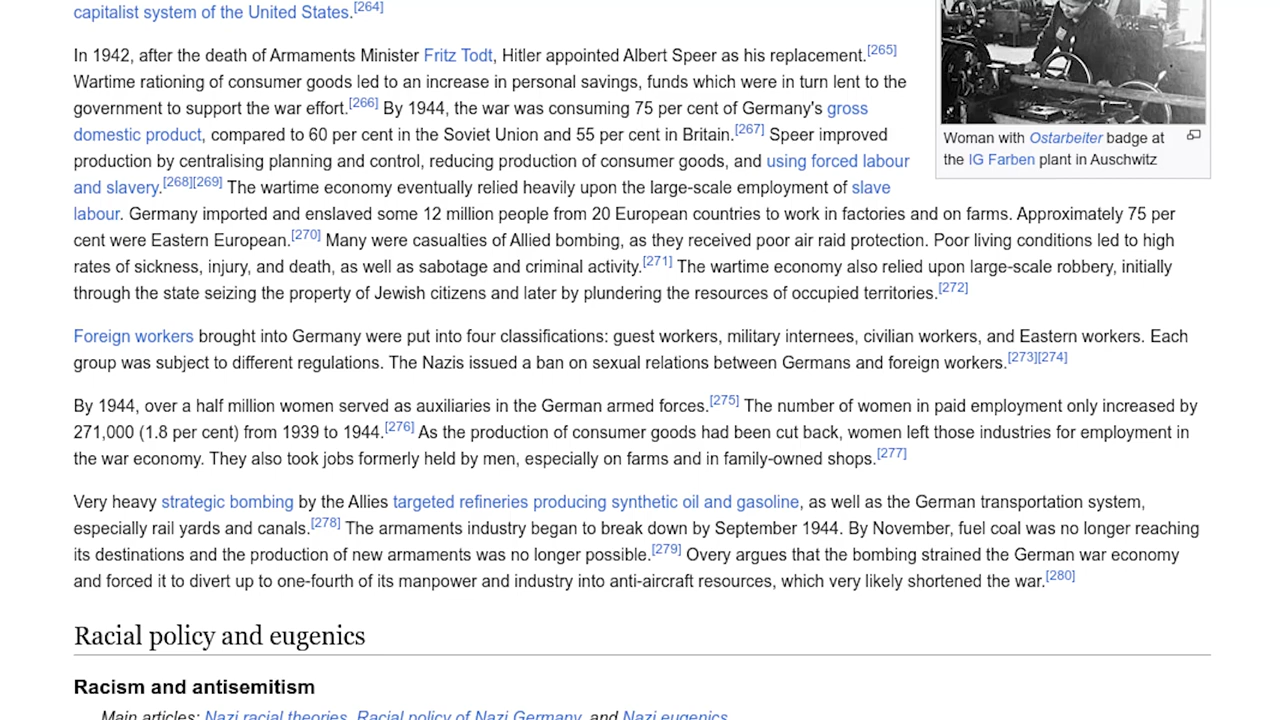 capitalist system of the United States.[264]
In 1942, after the death of Armaments Minister Fritz Todt, Hitler appointed Albert Speer as his replacement.[265]
Wartime rationing of consumer goods led to an increase in personal savings, funds which were in turn lent to the
government to support the war effort.[266] By 1944, the war was consuming 75 per cent of Germany's gross
domestic product, compared to 60 per cent in the Soviet Union and 55 per cent in Britain.[267] Speer improved
production by centralising planning and control, reducing production of consumer goods, and using forced labour
and slavery.[268][269] The wartime economy eventually relied heavily upon the large-scale employment of slave
labour. Germany imported and enslaved some 12 million people from 20 European countries to work in factories and on farms. Approximately 75 per
cent were Eastern European.[270] Many were casualties of Allied bombing, as they received poor air raid protection. Poor living conditions led to high
rates of sickness, injury, and death, as well as sabotage and criminal activity.[271] The wartime economy also relied upon large-scale robbery, initially
through the state seizing the property of Jewish citizens and later by plundering the resources of occupied territories.[272]
Woman with Ostarbeiter badge at
the IG Farben plant in Auschwitz
Foreign workers brought into Germany were put into four classifications: guest workers, military internees, civilian workers, and Eastern workers. Each
group was subject to different regulations. The Nazis issued a ban on sexual relations between Germans and foreign workers.[273][274]
By 1944, over a half million women served as auxiliaries in the German armed forces.[275] The number of women in paid employment only increased by
271,000 (1.8 per cent) from 1939 to 1944.[276] As the production of consumer goods had been cut back, women left those industries for employment in
the war economy. They also took jobs formerly held by men, especially on farms and in family-owned shops.[277]
Very heavy strategic bombing by the Allies targeted refineries producing synthetic oil and gasoline, as well as the German transportation system,
especially rail yards and canals.[278] The armaments industry began to break down by September 1944. By November, fuel coal was no longer reaching
its destinations and the production of new armaments was no longer possible.[279] Overy argues that the bombing strained the German war economy
and forced it to divert up to one-fourth of its manpower and industry into anti-aircraft resources, which very likely shortened the war.[280]
Racial policy and eugenics
Racism and antisemitism
Main articles: Nazi racial theories, Racial policy of Nazi Germany, and Nazi eugenics